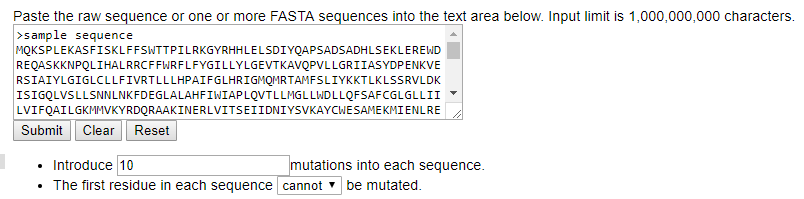 Paste the raw sequence or one or more FASTA sequences into the text area below. Input limit is 1,000,000,000 characters.
>sample sequence
MQKSPLEKASFISKLFFSWTTPILRKGYRHHLELSDIYQAPSADSADHLSEKLEREWD
REQASKKNPQLIHALRRCFFWRFLFYGILLYLGEVTKAVQPVLLGRIIASYDPENKVE
RSIAIYLGIGLCLLFIVRTLLLHPAIFGLHRIGMQMRTAMFSLIYKKTLKLSSRVLDK
ISIGQLVSLLSNNLNKFDEGLALAHFIWIAPLQVTLLMGLLWDLLQFSAFCGLGLLII
LVIFQAILGKMMVKYRDQRAAKINERLVITSEIIDNIYSVKAYCWESAMEKMIENLRE
Submit Clear Reset
• Introduce 10 mutations into each sequence.
• The first residue in each sequence cannot ▼ be mutated.